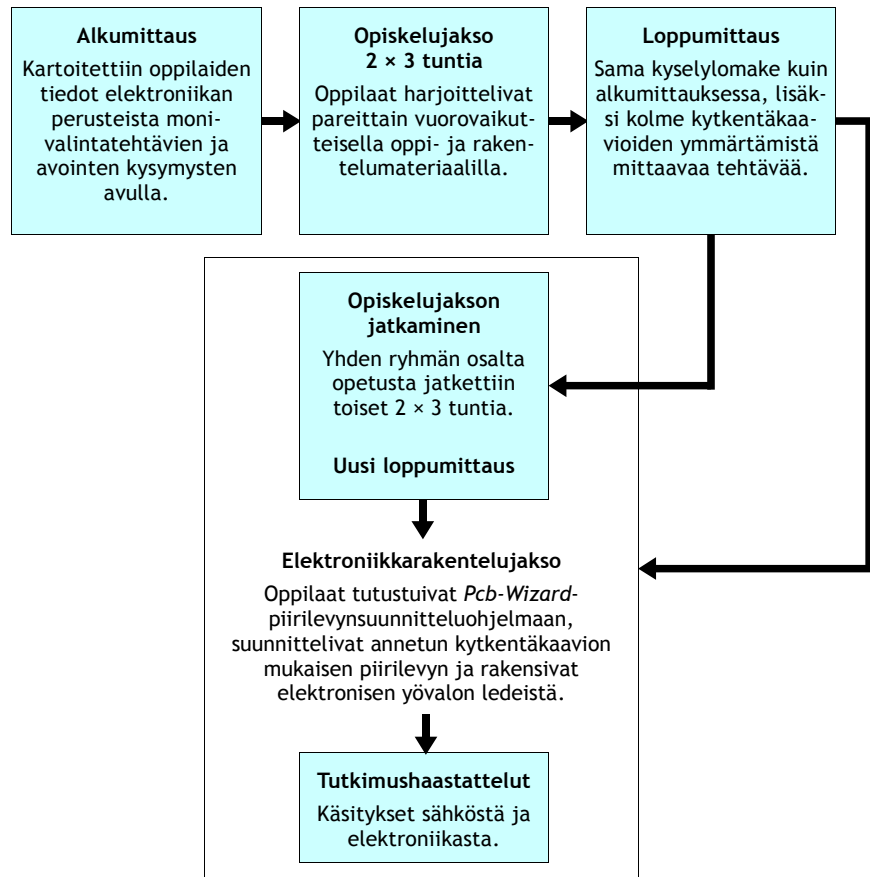 Alkumittaus
Kartoitettiin oppilaiden
tiedot elektroniikan
perusteista moni-
valintatehtävien ja
avointen kysymysten
avulla.
Opiskelujakso
2 × 3 tuntia
Oppilaat harjoittelivat
pareittain vuorovaikut-
teisella oppi- ja raken-
telumateriaalilla.
Loppumittaus
Sama kyselylomake kuin
alkumittauksessa, lisäk-
si kolme kytkentäkaa-
vioiden ymmärtämistä
mittaavaa tehtävää.
Opiskelujakson
jatkaminen
Yhden ryhmän osalta
opetusta jatkettiin
toiset 2 × 3 tuntia.
Uusi loppumittaus
Elektroniikkarakentelujakso
Oppilaat tutustuivat Pcb-Wizard-
piirilevynsuunnitteluohjelmaan,
suunnittelivat annetun kytkentäkaavion
mukaisen piirilevyn ja rakensivat
elektronisen yövalon ledeistä.
Tutkimushaastattelut
Käsitykset sähköstä ja
elektroniikasta.